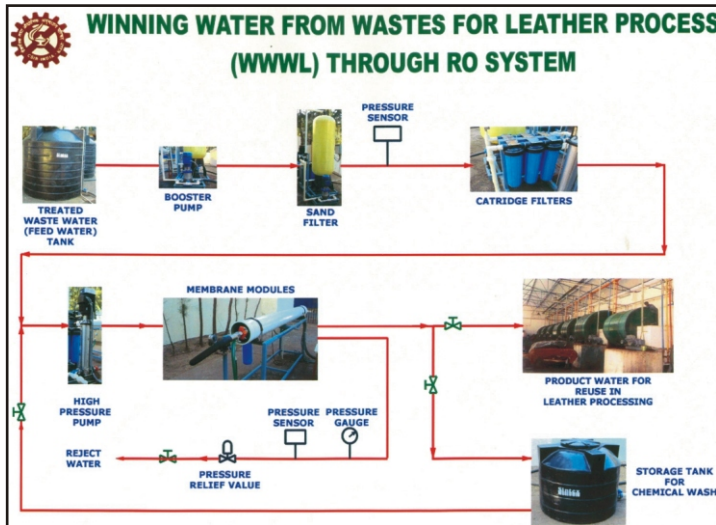 WINNING WATER FROM WASTES FOR LEATHER PROCESS
(WWWL) THROUGH RO SYSTEM
PRESSURE
SENSOR
TREATED
WASTE WATER
(FEED WATER)
TANK
BOOSTER
PUMP
SAND
FILTER
CATRIDGE FILTERS
MEMBRANE MODULES
HIGH
PRESSURE
PUMP
PRODUCT WATER FOR
REUSE IN
LEATHER PROCESSING
PRESSURE
SENSOR
PRESSURE
GAUGE
REJECT
WATER
PRESSURE
RELIEF VALUE
STORAGE TANK
FOR
CHEMICAL WASH